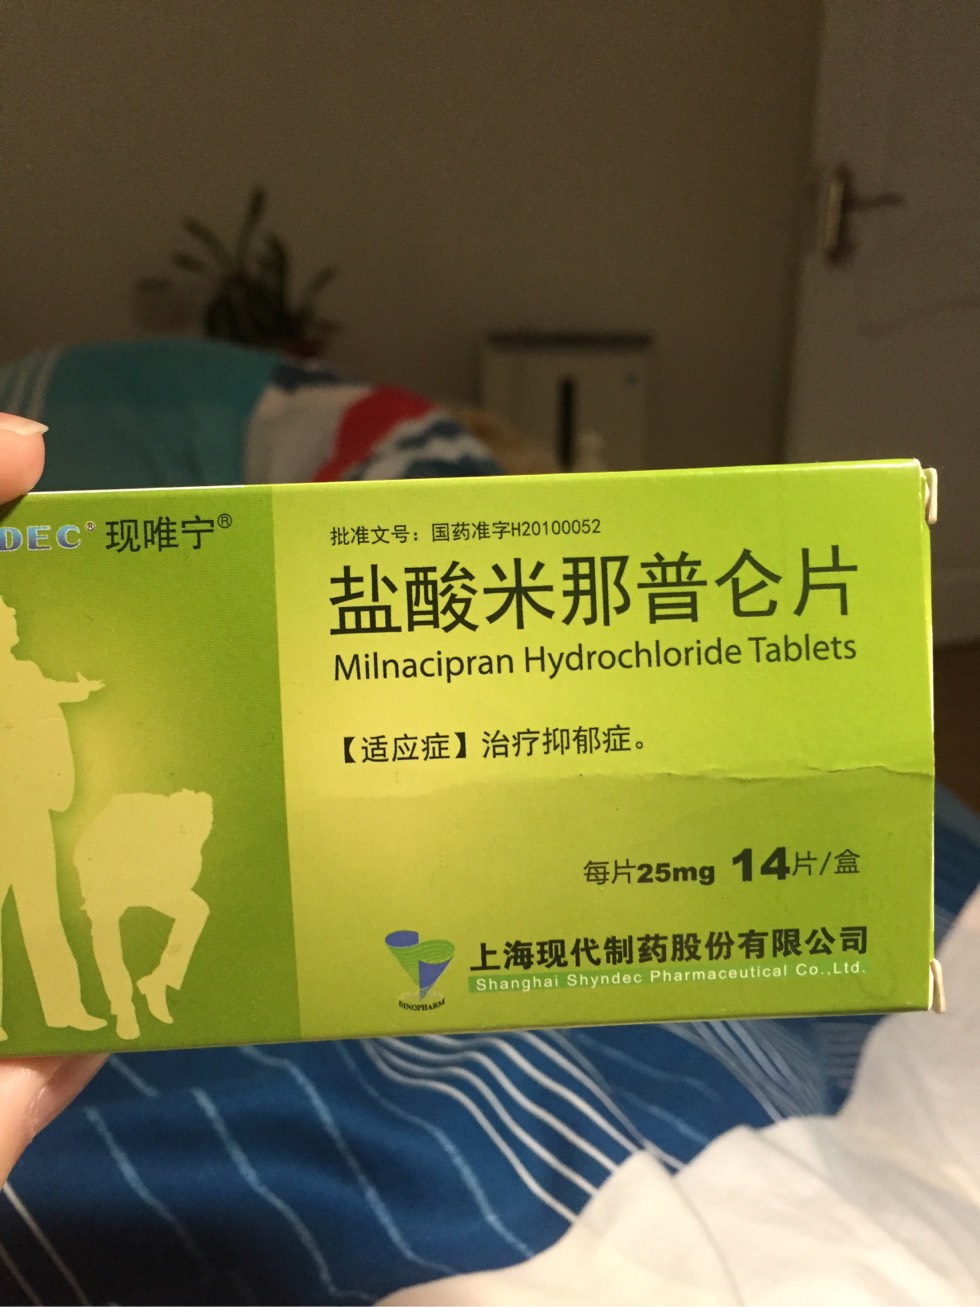 DEC® 现唯宁®
批准文号：国药准字H20100052
盐酸米那普仑片
Milnacipran Hydrochloride Tablets
【适应症】治疗抑郁症。
每片25mg 14片/盒
上海现代制药股份有限公司
Shanghai Shyndec Pharmaceutical Co.,Ltd.
SINOPHARM